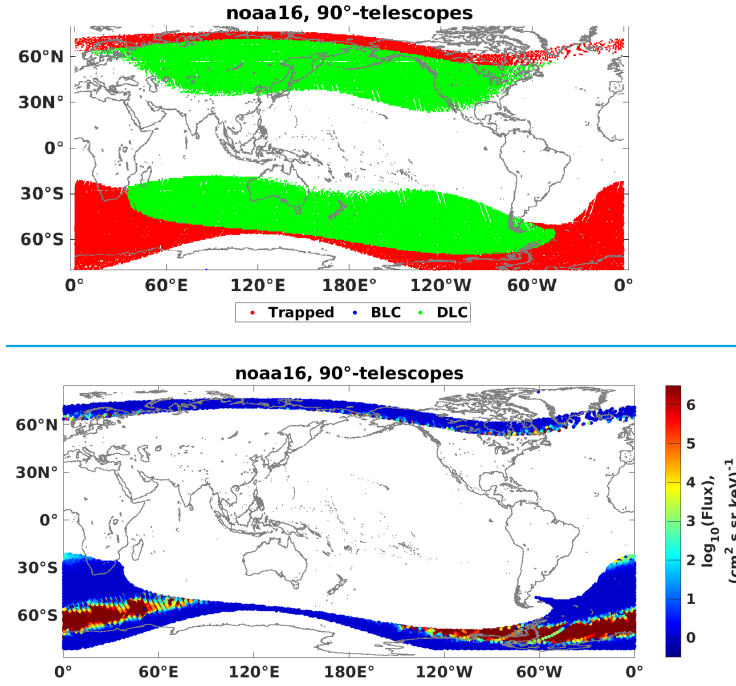 noaa16, 90°-telescopes
60°N
30°N
0°
30°S
60°S
0° 60°E 120°E 180°E 120°W 60°W 0°
Trapped BLC DLC
noaa16, 90°-telescopes
60°N
30°N
0°
30°S
60°S
0° 60°E 120°E 180°E 120°W 60°W 0°
6
5
4
3
2
1
0
log10(Flux),
(cm2 s sr keV)-1